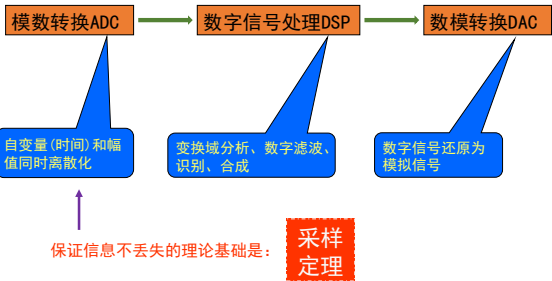 模数转换ADC
数字信号处理DSP
数模转换DAC
自变量(时间)和幅
值同时离散化
变换域分析、数字滤波、
识别、合成
数字信号还原为
模拟信号
保证信息不丢失的理论基础是：
采样
定理